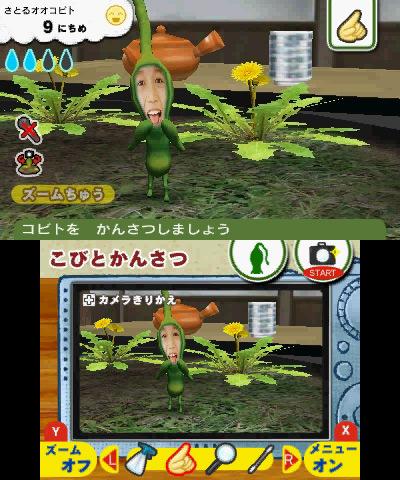 さとるオオコビト
9 にちめ
ズームちゅう
コビトを かんさつしましょう
こびとかんさつ
START
カメラきりかえ
Y
X
ズーム
オフ
L
R
メニュー
オン